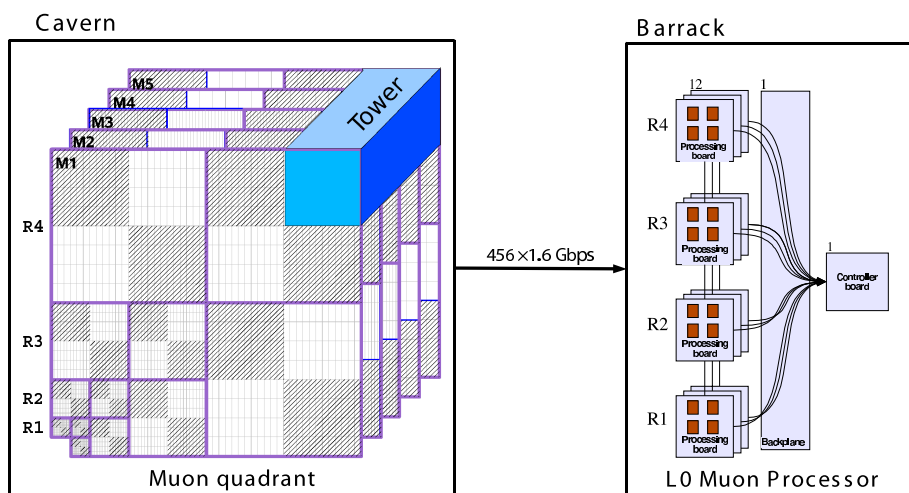 Cavern
M5
M4
M3
M2
M1
Tower
R4
R3
R2
R1
Muon quadrant
456×1.6 Gbps
Barrack
12
1
R4
Processing
board
R3
Processing
board
1
Controller
board
R2
Processing
board
R1
Processing
board
Backplane
L0 Muon Processor